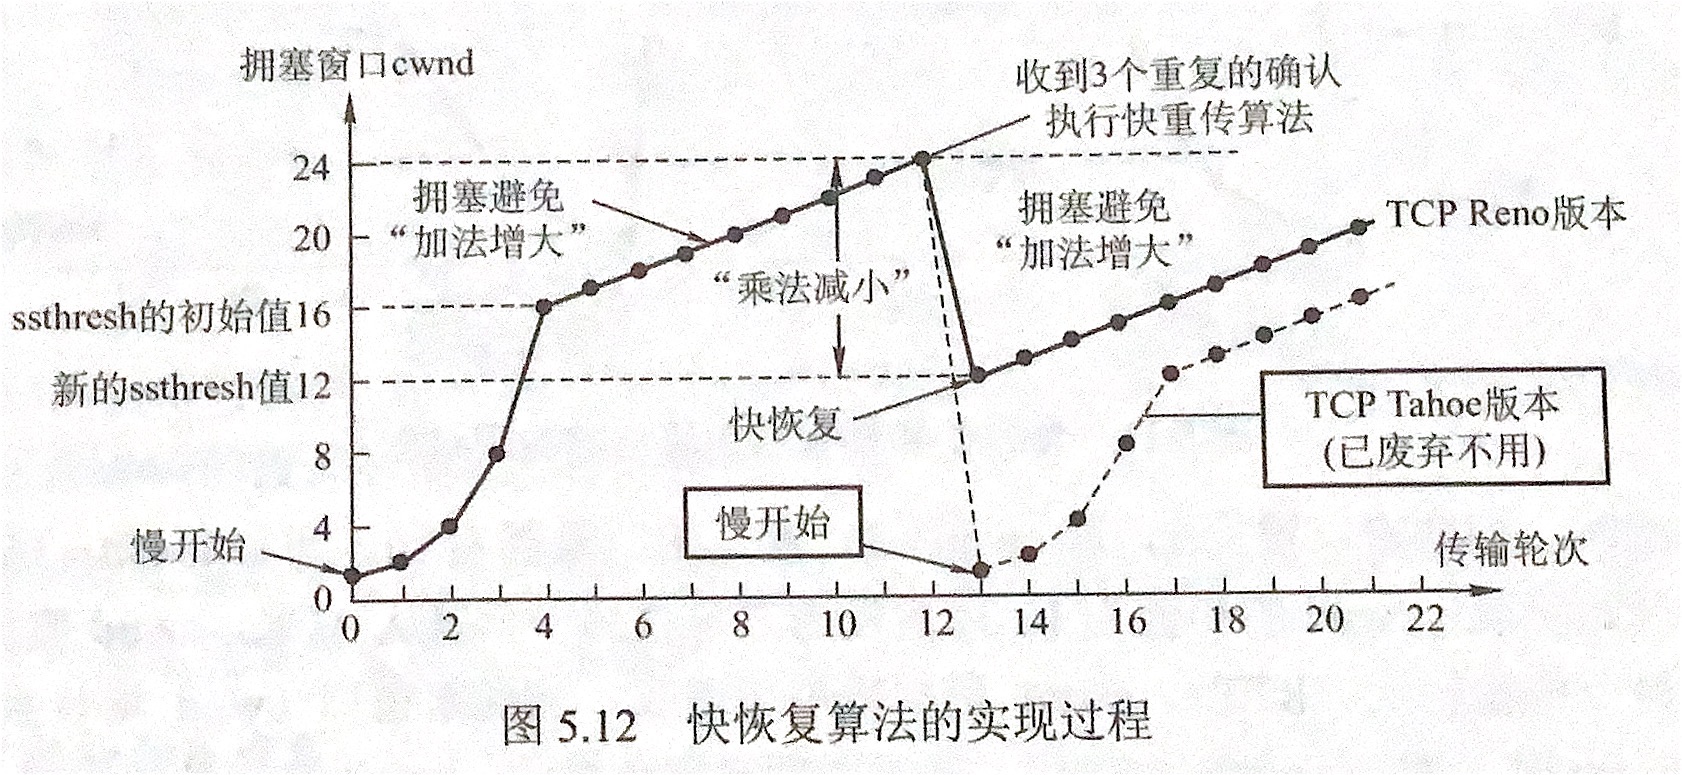 拥塞窗口cwnd
收到3个重复的确认
执行快重传算法
24
拥塞避免
“加法增大”
拥塞避免
“加法增大”
TCP Reno版本
20
“乘法减小”
ssthresh的初始值16
新的ssthresh值12
快恢复
TCP Tahoe版本
(已废弃不用)
8
慢开始
4
慢开始
传输轮次
0
0 2 4 6 8 10 12 14 16 18 20 22
图 5.12 快恢复算法的实现过程